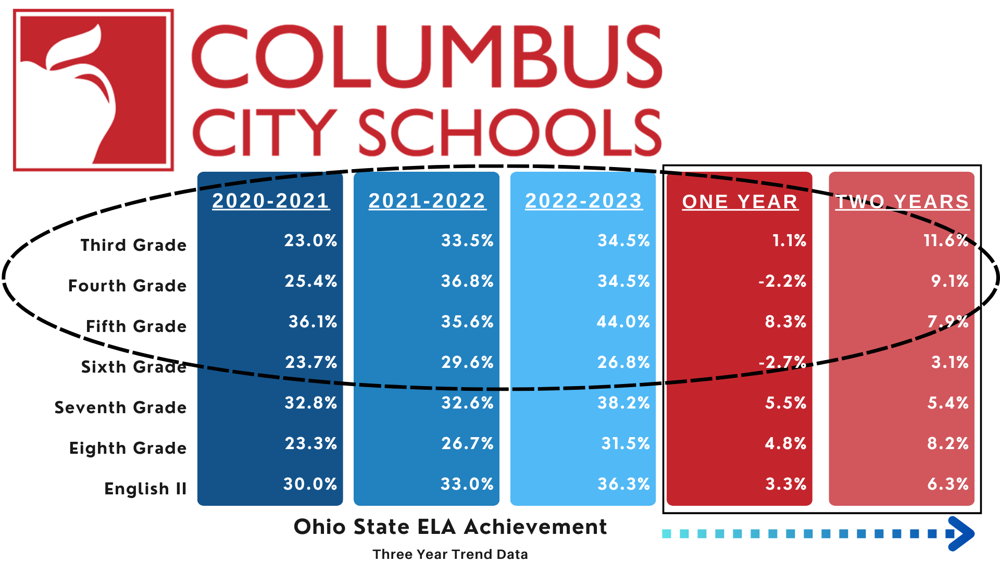 COLUMBUS
CITY SCHOOLS
2020-2021 2021-2022 2022-2023 ONE YEAR TWO YEARS
Third Grade 23.0% 33.5% 34.5% 1.1% 11.6%
Fourth Grade 25.4% 36.8% 34.5% -2.2% 9.1%
Fifth Grade 36.1% 35.6% 44.0% 8.3% 7.9%
Sixth Grade 23.7% 29.6% 26.8% -2.7% 3.1%
Seventh Grade 32.8% 32.6% 38.2% 5.5% 5.4%
Eighth Grade 23.3% 26.7% 31.5% 4.8% 8.2%
English II 30.0% 33.0% 36.3% 3.3% 6.3%
Ohio State ELA Achievement
Three Year Trend Data